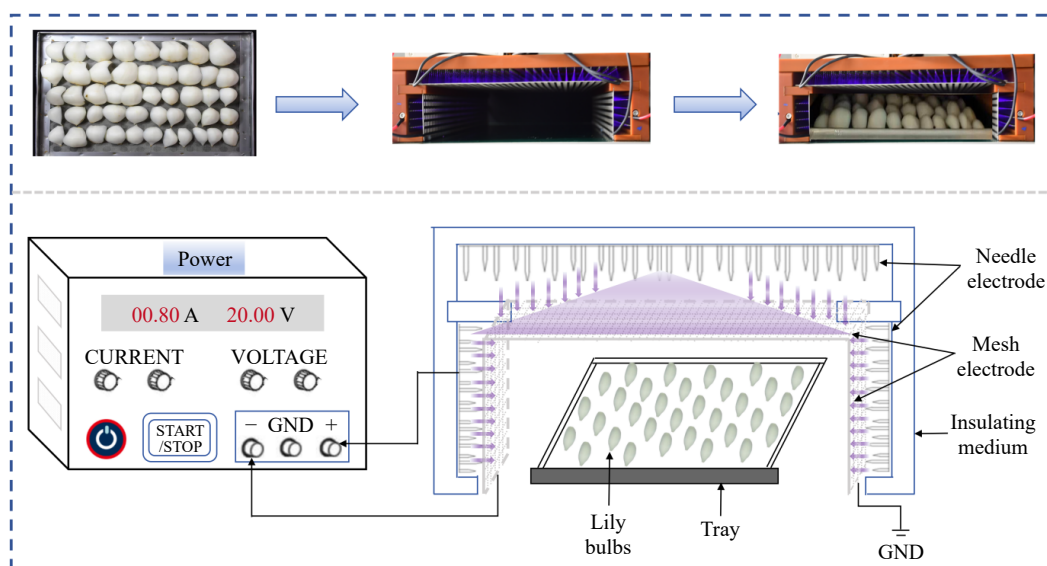 Power
00.80 A 20.00 V
CURRENT VOLTAGE
START
/STOP
− GND +
Needle
electrode
Mesh
electrode
Insulating
medium
Lily
bulbs
Tray
GND